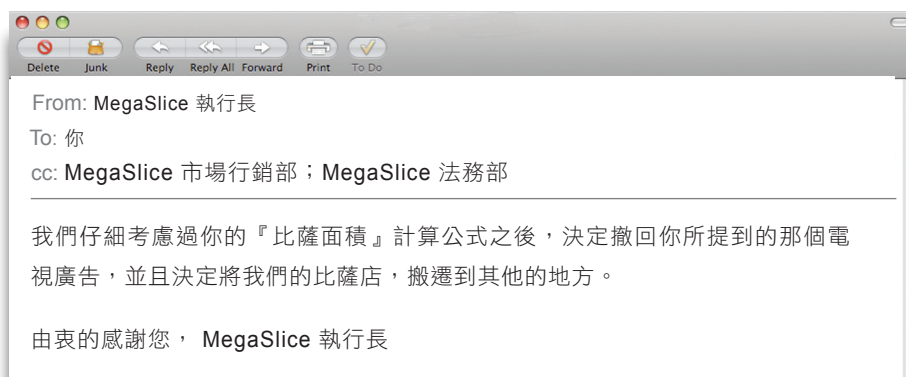 Delete Junk Reply Reply All Forward Print To Do
From: MegaSlice 執行長
To: 你
cc: MegaSlice 市場行銷部；MegaSlice 法務部
我們仔細考慮過你的『比薩面積』計算公式之後，決定撤回你所提到的那個電
視廣告，並且決定將我們的比薩店，搬遷到其他的地方。
由衷的感謝您， MegaSlice 執行長